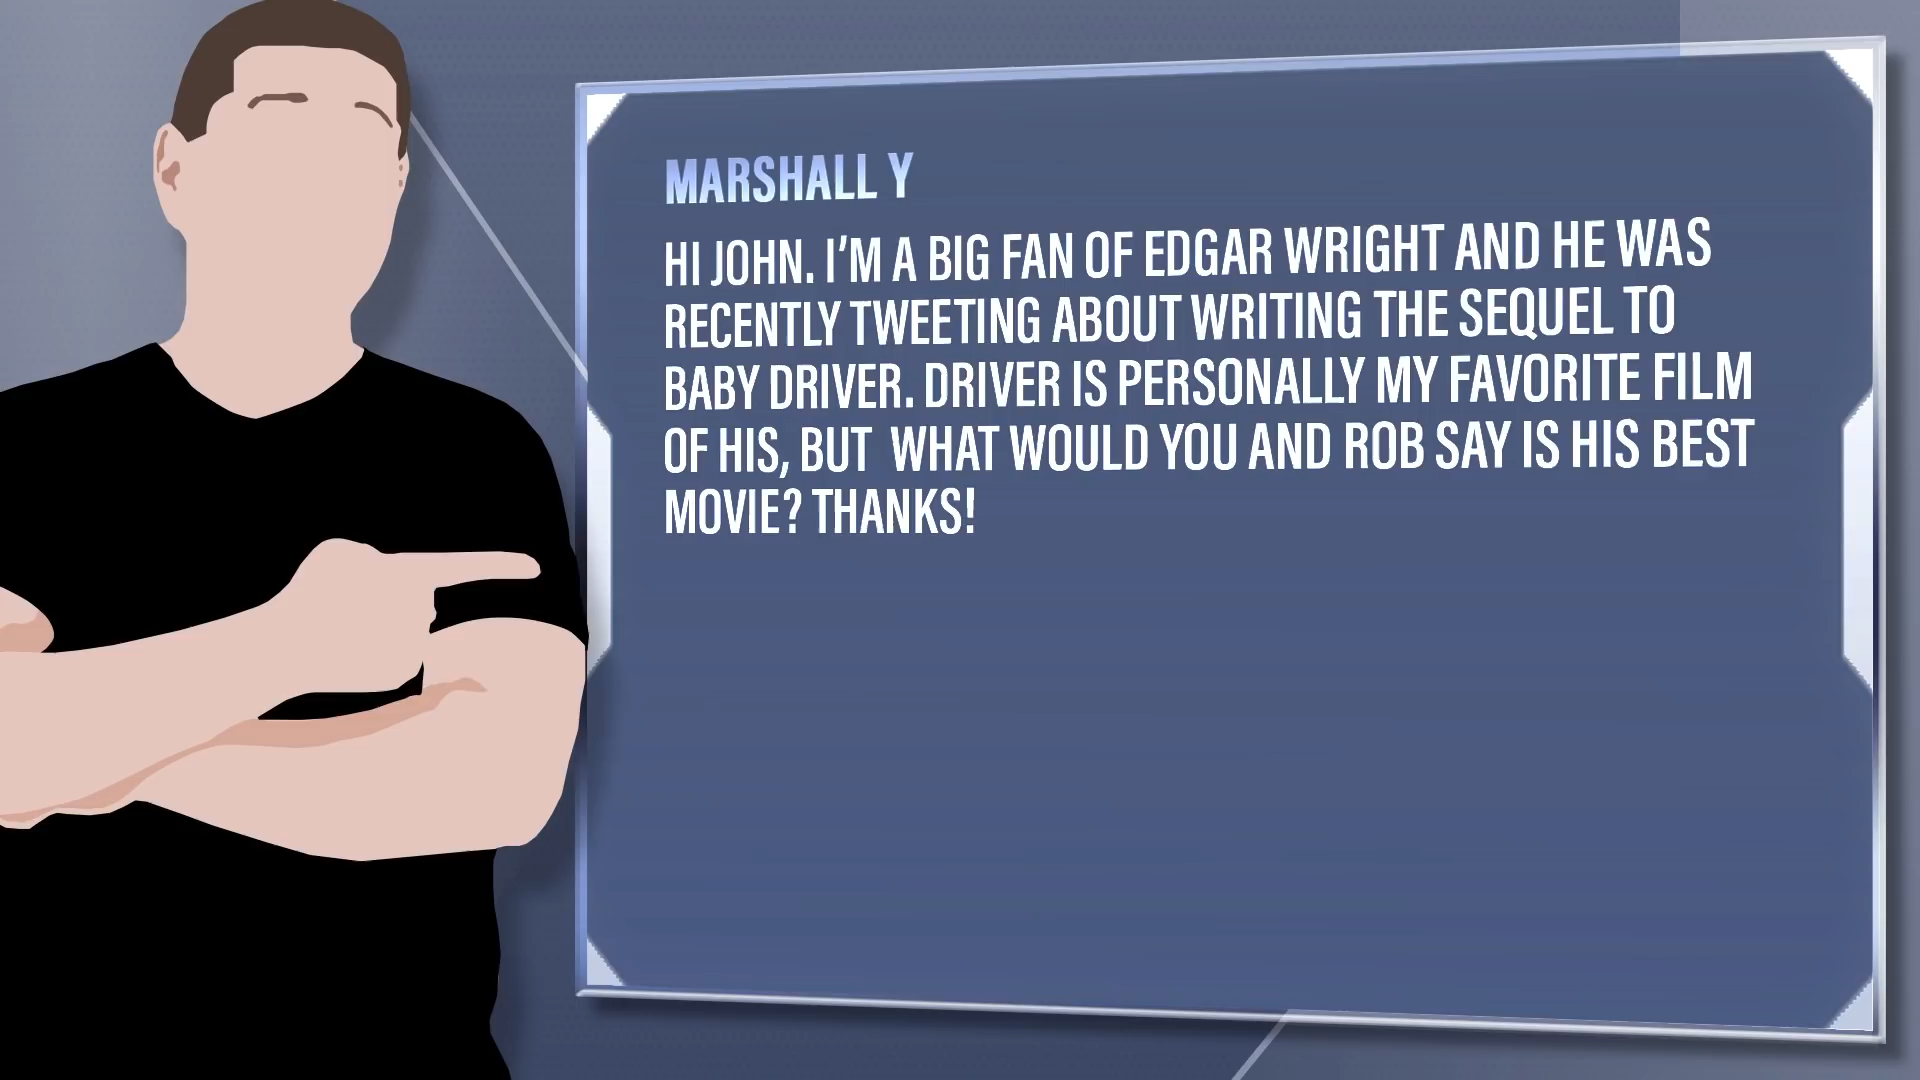 MARSHALL Y
HI JOHN. I'M A BIG FAN OF EDGAR WRIGHT AND HE WAS
RECENTLY TWEETING ABOUT WRITING THE SEQUEL TO
BABY DRIVER. DRIVER IS PERSONALLY MY FAVORITE FILM
OF HIS, BUT  WHAT WOULD YOU AND ROB SAY IS HIS BEST
MOVIE? THANKS!